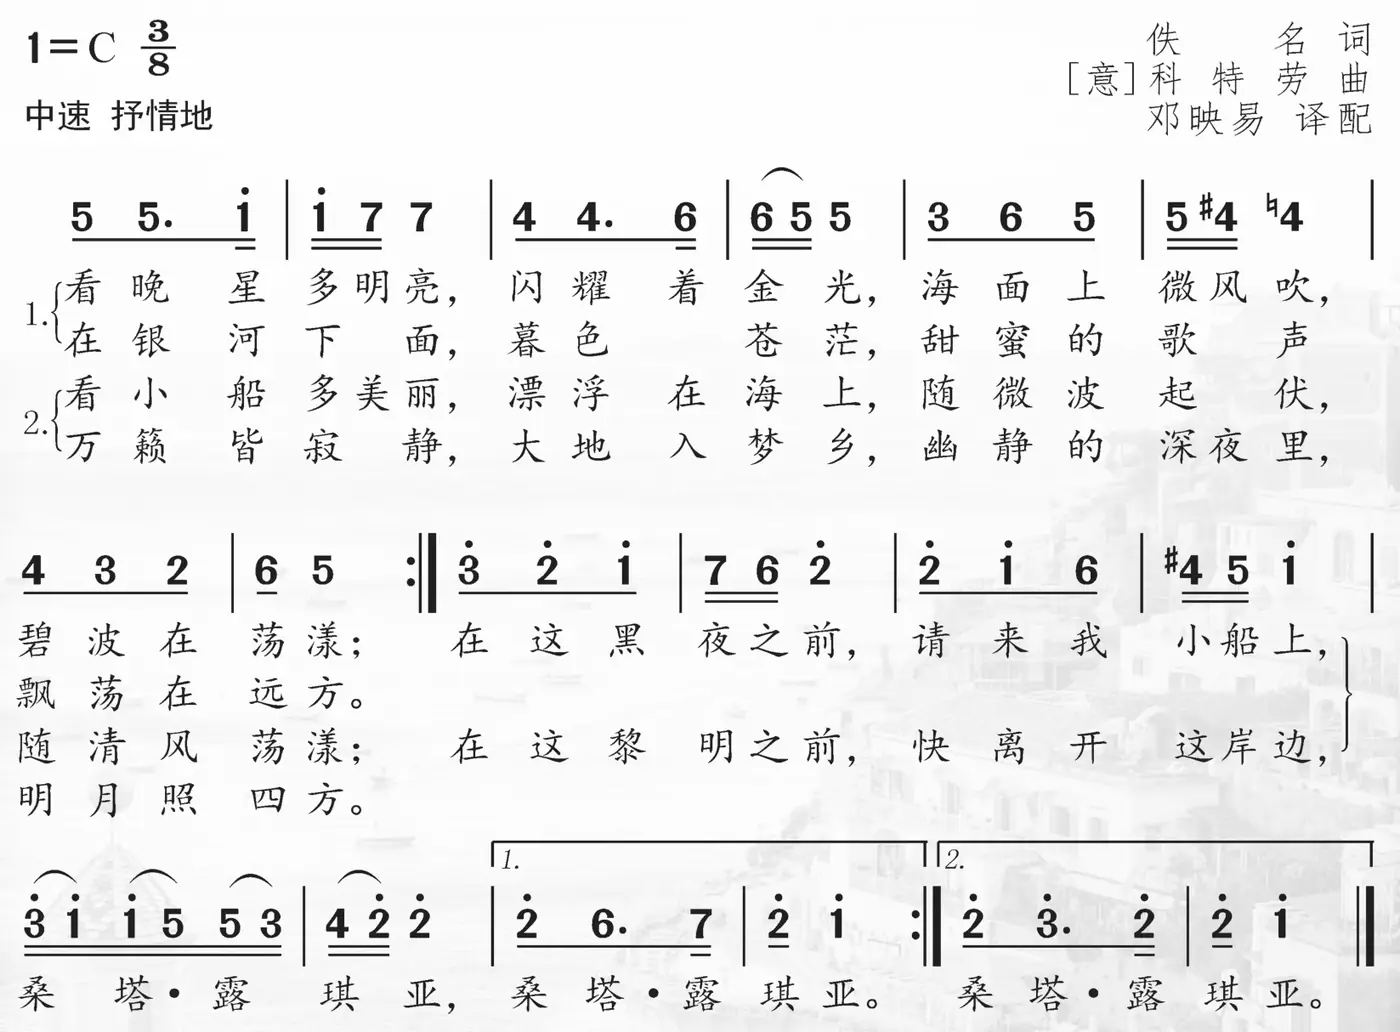 1=C 3/8
佚名词
[意]科特劳曲
中速 抒情地
邓映易 译配
5 5. i | i 7 7 | 4 4. 6 | 6 5 5 | 3 6 5 | 5 #4 ♮4 |
1. 看晚星多明亮，闪耀着金光，海面上微风吹，
在银河下面，暮色苍茫，甜蜜的歌声
2. 看小船多美丽，漂浮在海上，随微波起伏，
万籁皆寂静，大地入梦乡，幽静的深夜里，
4 3 2 | 6 5 :| 3̇ 2̇ i | 7 6 2̇ | 2̇ i 6 | #4 5 i |
碧波在荡漾；在这黑夜之前，请来我小船上，
飘荡在远方。
随清风荡漾；在这黎明之前，快离开这岸边，
明月照四方。
1. 2.
3̇ i i 5 5 3 | 4 2̇ 2̇ | 2̇ 6. 7 | 2̇ i :| 2̇ 3̇. 2̇ | 2̇ i ‖
桑塔·露琪亚，桑塔·露琪亚。桑塔·露琪亚。